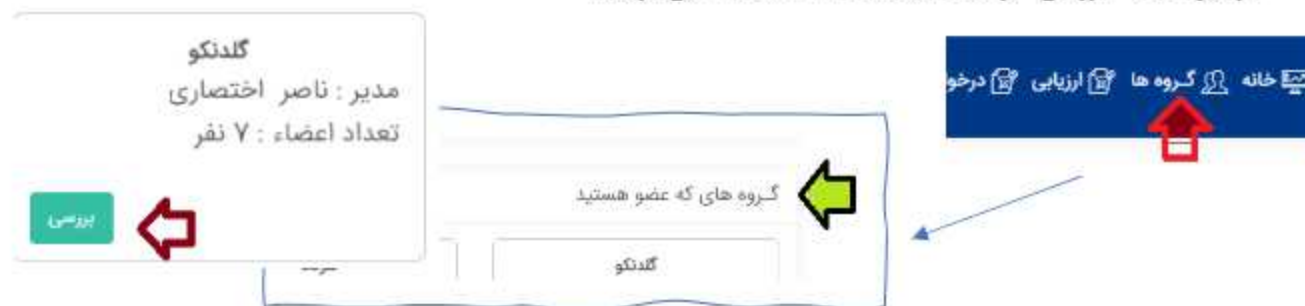 خانه گروه ها ارزیابی درخو
گروه های که عضو هستید
گلدنکو
گلدنکو
مدیر : ناصر اختصاری
تعداد اعضاء : ۷ نفر
بررسی